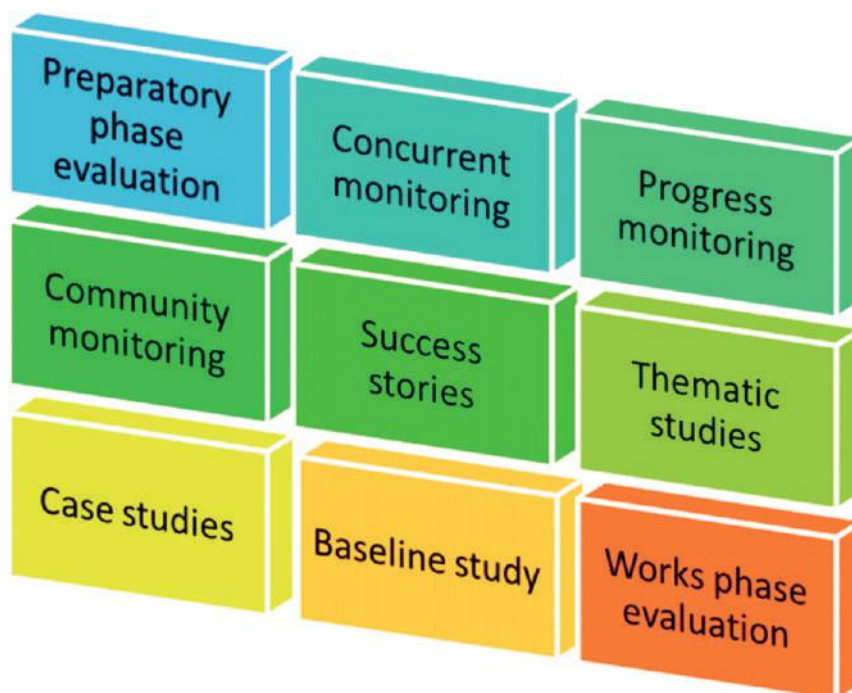 Preparatory
phase
evaluation
Concurrent
monitoring
Progress
monitoring
Community
monitoring
Success
stories
Thematic
studies
Case studies
Baseline study
Works phase
evaluation